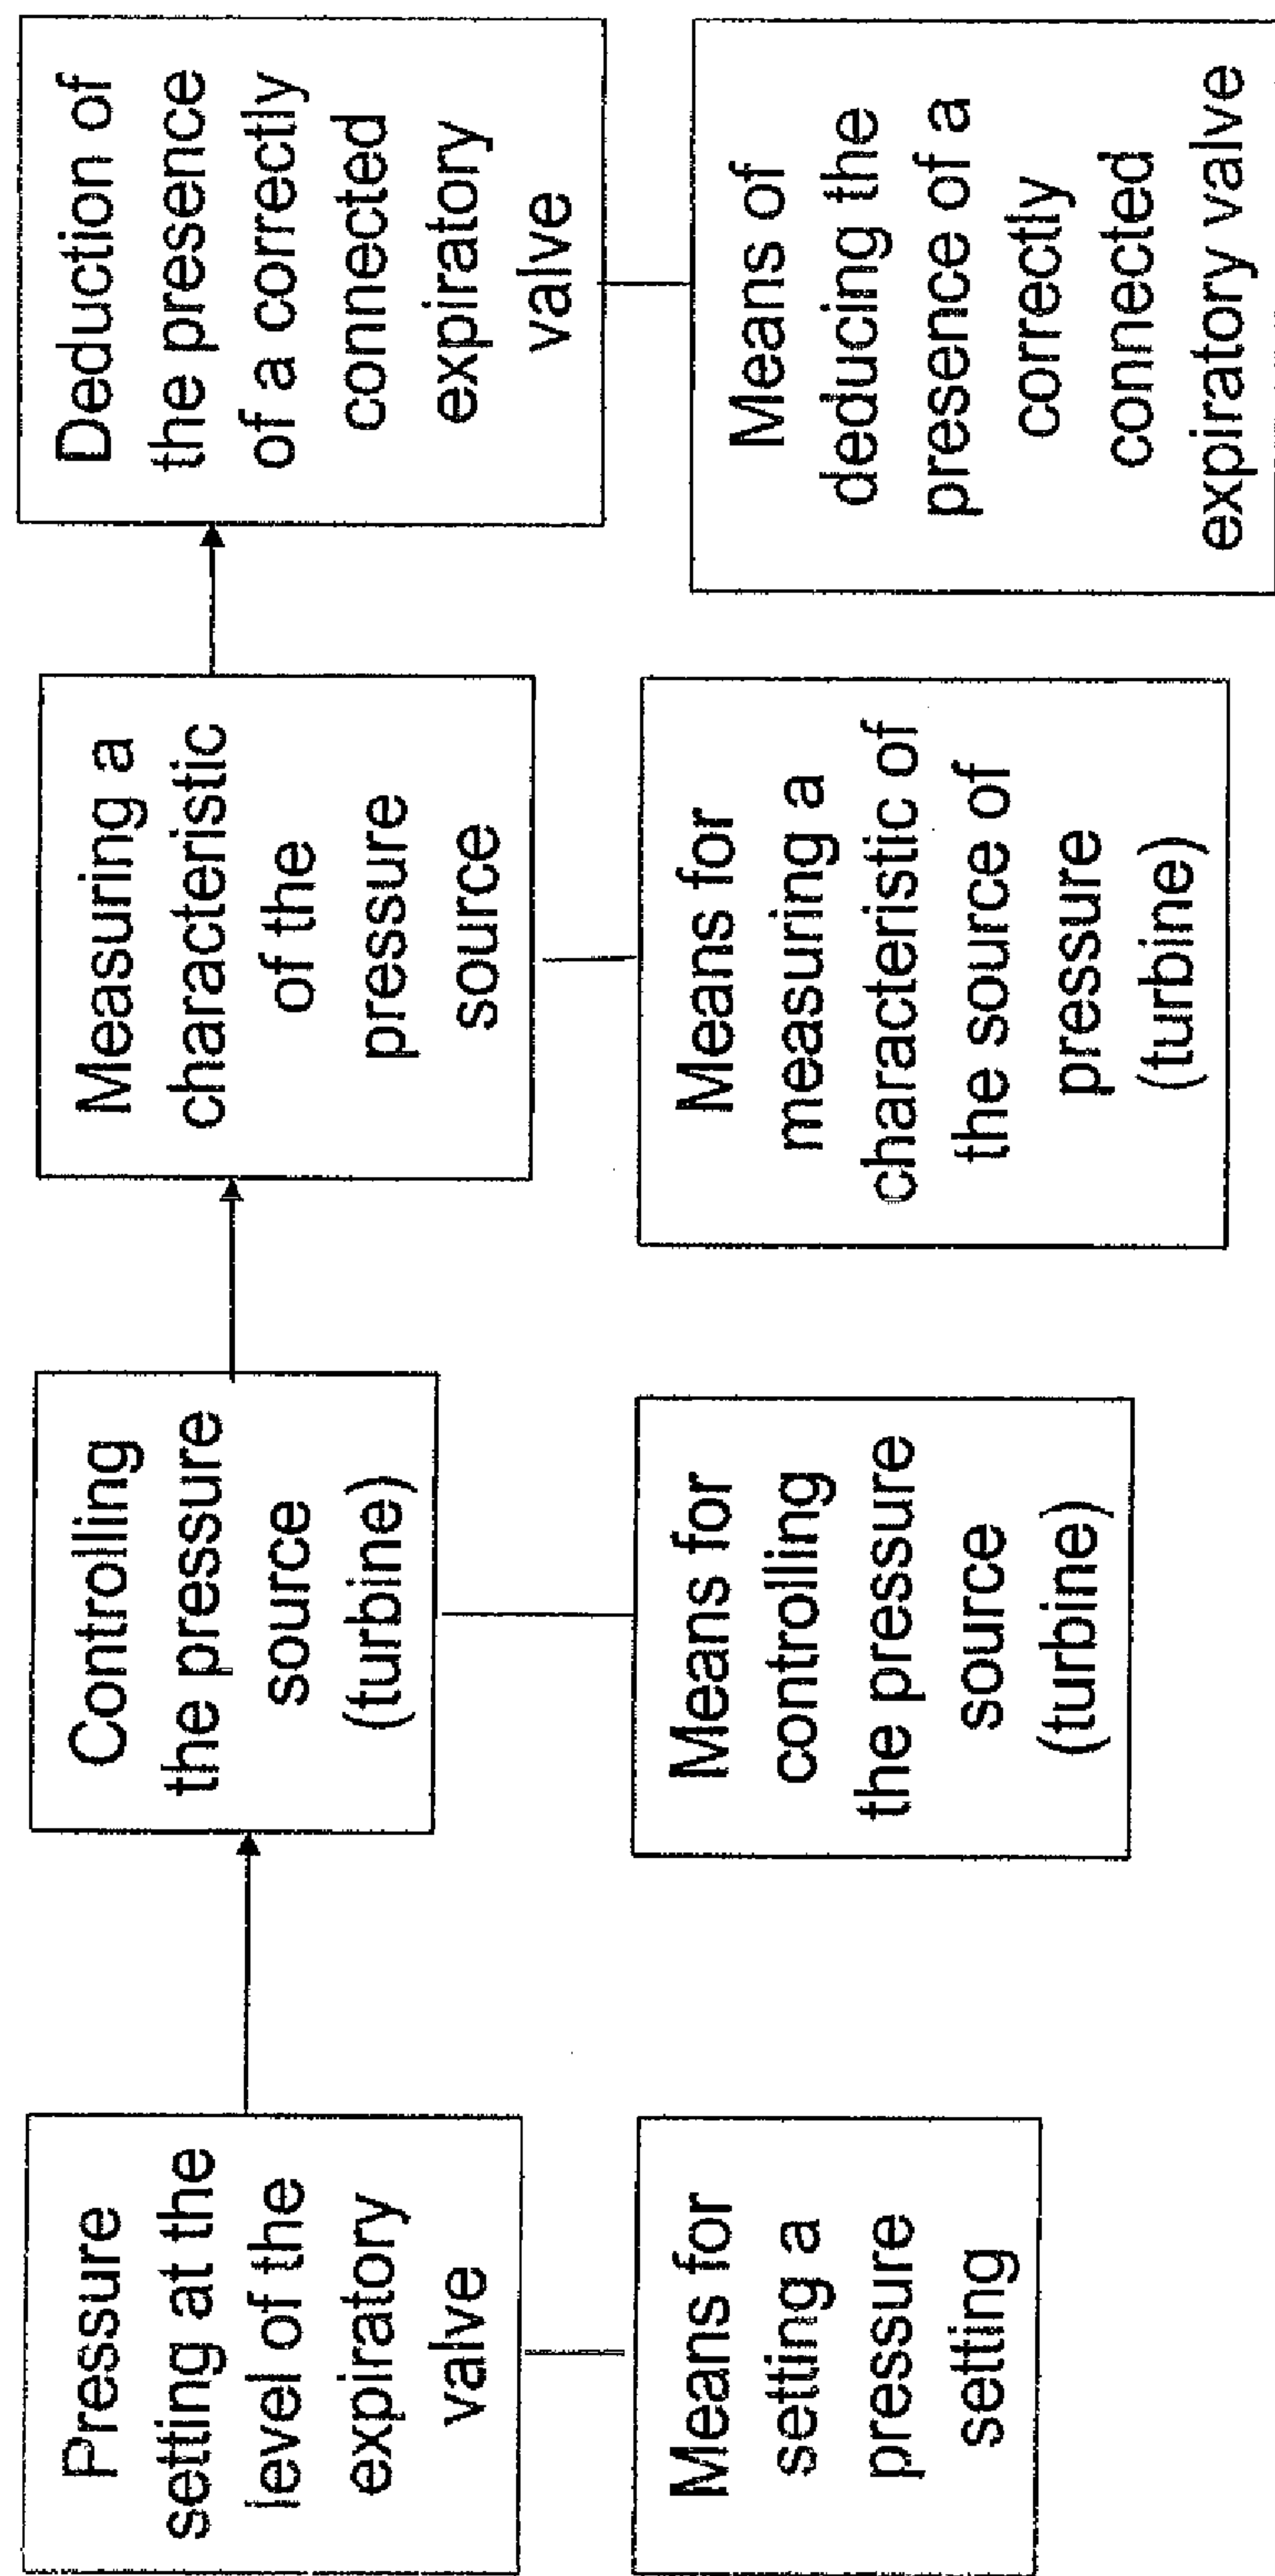 Pressure
setting at the
level of the
expiratory
valve
Means for
setting a
pressure
setting
Controlling
the pressure
source
(turbine)
Means for
controlling
the pressure
source
(turbine)
Measuring a
characteristic
of the
pressure
source
Means for
measuring a
characteristic of
the source of
pressure
(turbine)
Deduction of
the presence
of a correctly
connected
expiratory
valve
Means of
deducing the
presence of a
correctly
connected
expiratory valve